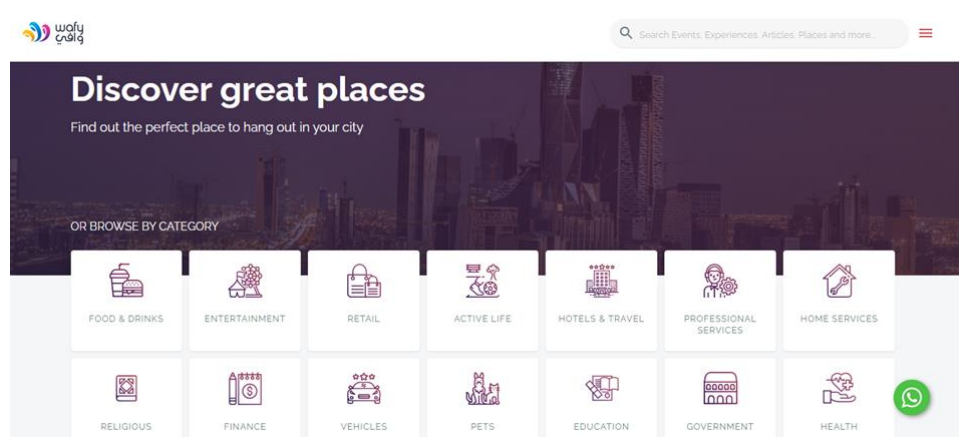 wafy
وافي
Search Events, Experiences, Articles, Places and more...
Discover great places
Find out the perfect place to hang out in your city
OR BROWSE BY CATEGORY
FOOD & DRINKS
ENTERTAINMENT
RETAIL
ACTIVE LIFE
HOTELS & TRAVEL
PROFESSIONAL
SERVICES
HOME SERVICES
RELIGIOUS
FINANCE
VEHICLES
PETS
EDUCATION
GOVERNMENT
HEALTH